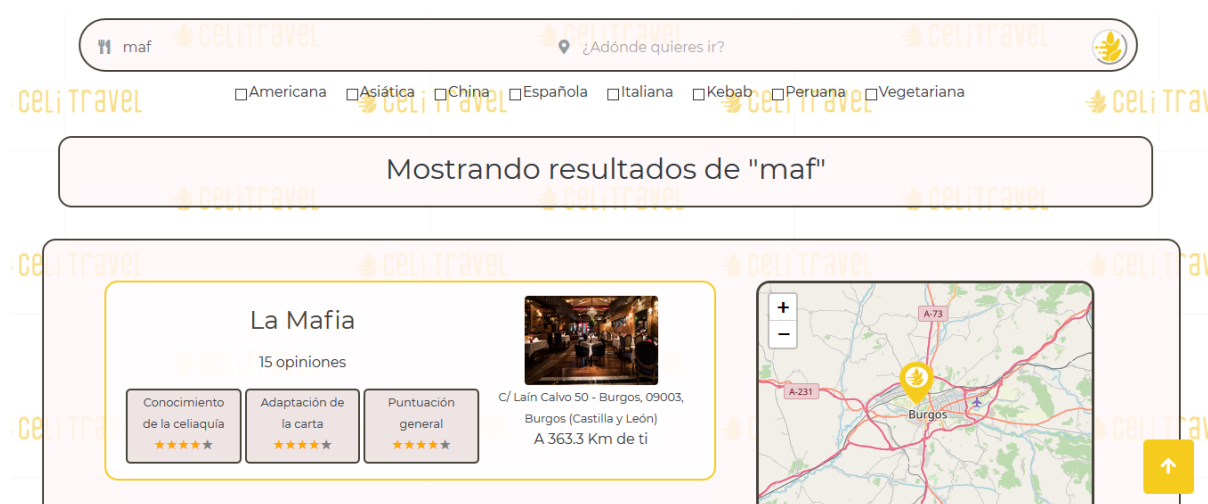 maf
¿Adónde quieres ir?
Americana Asiática China Española Italiana Kebab Peruana Vegetariana
CELi TraVEL
Mostrando resultados de "maf"
La Mafia
15 opiniones
Conocimiento de la celiaquía
Adaptación de la carta
Puntuación general
C/ Laín Calvo 50 - Burgos, 09003,
Burgos (Castilla y León)
A 363.3 Km de ti
+
−
A-73
A-231
Burgos